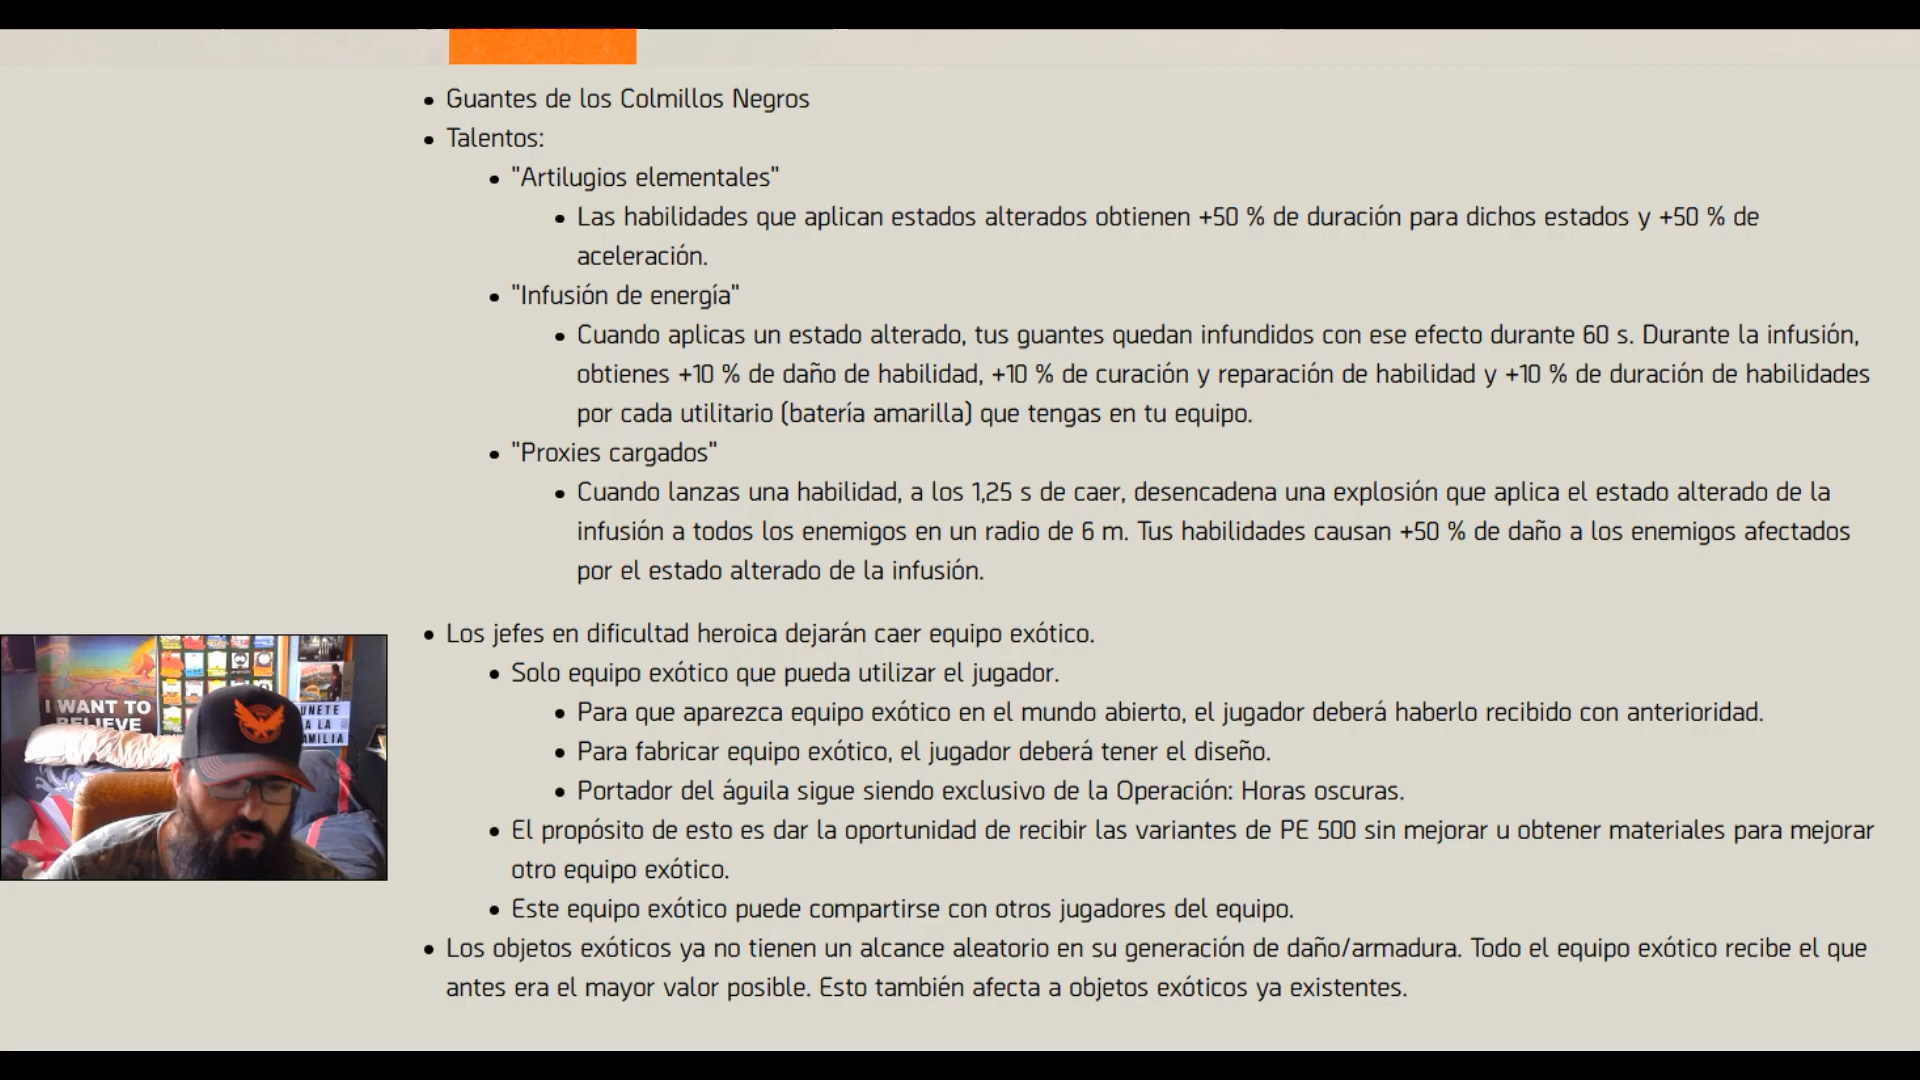 Guantes de los Colmillos Negros
Talentos:
"Artilugios elementales"
Las habilidades que aplican estados alterados obtienen +50 % de duración para dichos estados y +50 % de
aceleración.
"Infusión de energía"
Cuando aplicas un estado alterado, tus guantes quedan infundidos con ese efecto durante 60 s. Durante la infusión,
obtienes +10 % de daño de habilidad, +10 % de curación y reparación de habilidad y +10 % de duración de habilidades
por cada utilitario (batería amarilla) que tengas en tu equipo.
"Proxies cargados"
Cuando lanzas una habilidad, a los 1,25 s de caer, desencadena una explosión que aplica el estado alterado de la
infusión a todos los enemigos en un radio de 6 m. Tus habilidades causan +50 % de daño a los enemigos afectados
por el estado alterado de la infusión.
Los jefes en dificultad heroica dejarán caer equipo exótico.
Solo equipo exótico que pueda utilizar el jugador.
Para que aparezca equipo exótico en el mundo abierto, el jugador deberá haberlo recibido con anterioridad.
Para fabricar equipo exótico, el jugador deberá tener el diseño.
Portador del águila sigue siendo exclusivo de la Operación: Horas oscuras.
El propósito de esto es dar la oportunidad de recibir las variantes de PE 500 sin mejorar u obtener materiales para mejorar
otro equipo exótico.
Este equipo exótico puede compartirse con otros jugadores del equipo.
Los objetos exóticos ya no tienen un alcance aleatorio en su generación de daño/armadura. Todo el equipo exótico recibe el que
antes era el mayor valor posible. Esto también afecta a objetos exóticos ya existentes.
I WANT TO
BELIEVE
UNETE
A LA
AMILIA